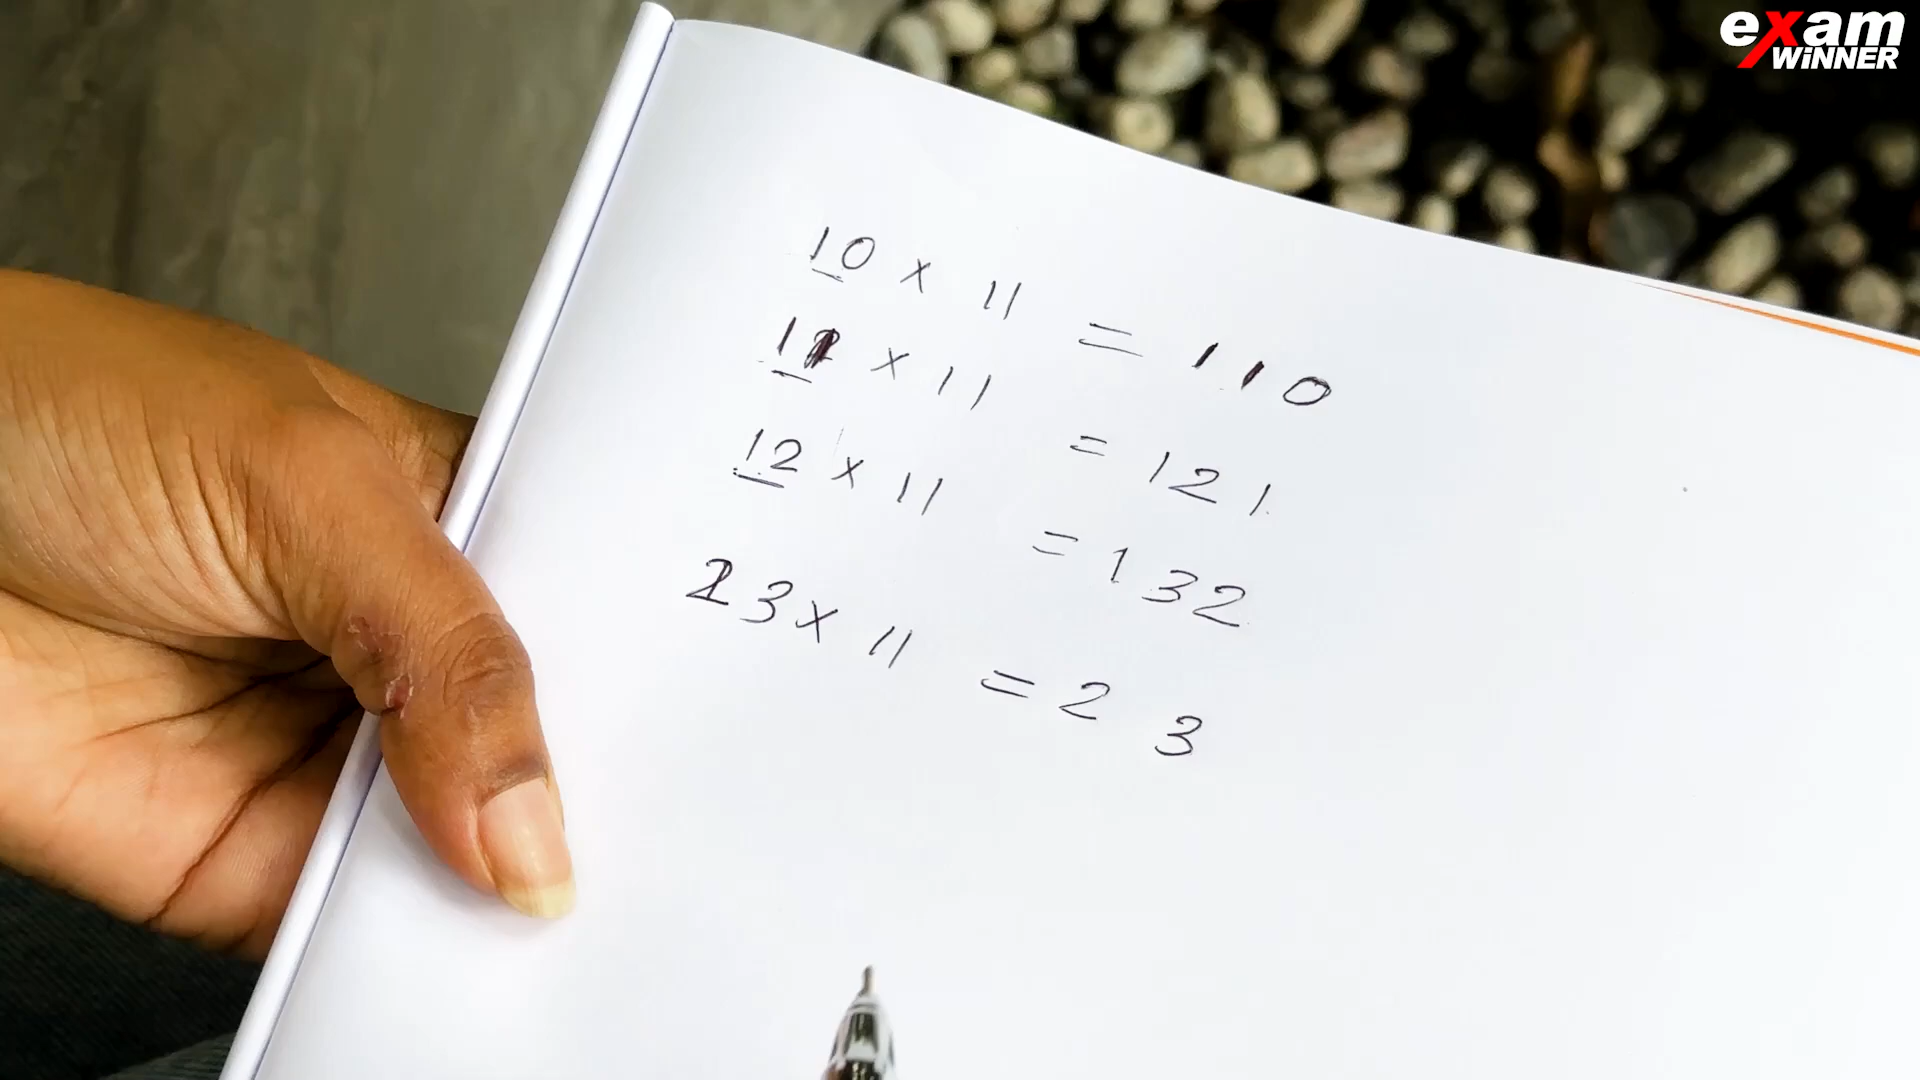 exam
WiNNER
10 x 11 = 110
11 x 11 = 121
12 x 11 = 132
23 x 11 = 2 3